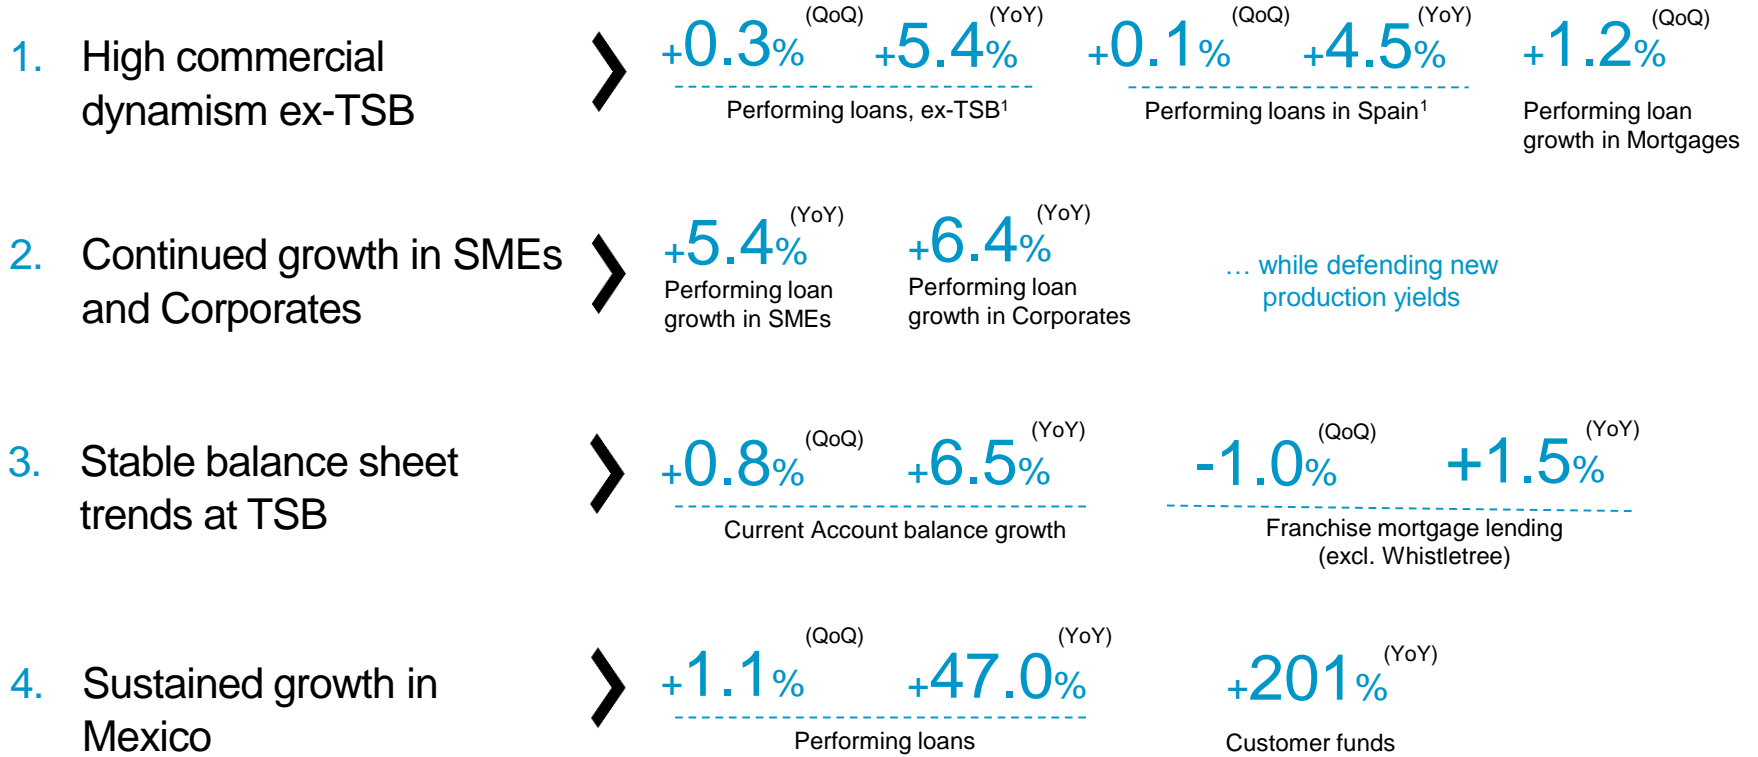 1. High commercial
dynamism ex-TSB
+0.3% (QoQ) +5.4% (YoY)
Performing loans, ex-TSB¹
+0.1% (QoQ) +4.5% (YoY)
Performing loans in Spain¹
+1.2% (QoQ)
Performing loan
growth in Mortgages
2. Continued growth in SMEs
and Corporates
+5.4% (YoY)
Performing loan
growth in SMEs
+6.4% (YoY)
Performing loan
growth in Corporates
… while defending new
production yields
3. Stable balance sheet
trends at TSB
+0.8% (QoQ) +6.5% (YoY)
Current Account balance growth
-1.0% (QoQ) +1.5% (YoY)
Franchise mortgage lending
(excl. Whistletree)
4. Sustained growth in
Mexico
+1.1% (QoQ) +47.0% (YoY)
Performing loans
+201% (YoY)
Customer funds